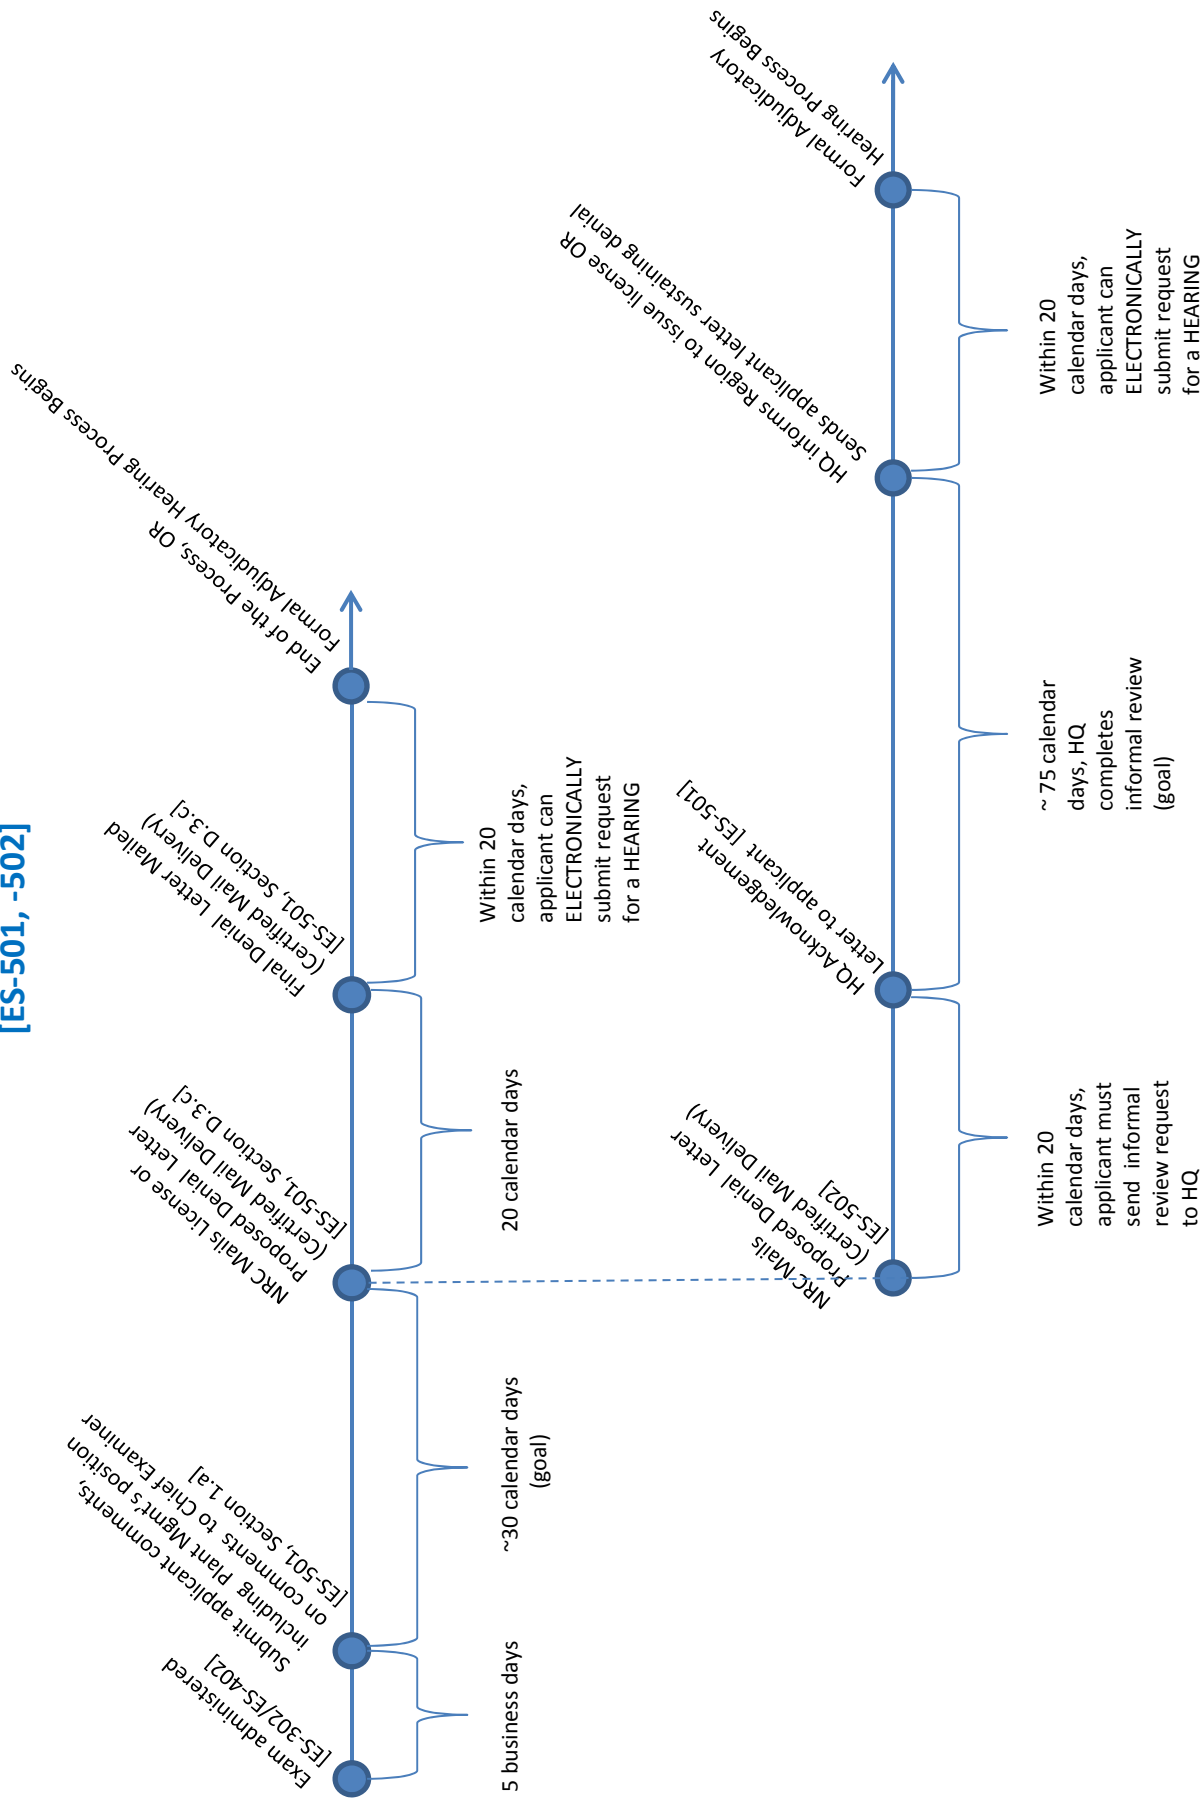 [ES-501, -502]
Exam administered
[ES-302/ES-402]
Submit applicant comments,
including Plant Mgmt's position
on comments to Chief Examiner
[ES-501, Section 1.a]
NRC Mails License or
Proposed Denial Letter
(Certified Mail Delivery)
[ES-501, Section D.3.c]
Final Denial Letter Mailed
(Certified Mail Delivery)
[ES-501, Section D.3.c]
End of the Process, OR
Formal Adjudicatory Hearing Process Begins
5 business days
~30 calendar days
(goal)
20 calendar days
Within 20
calendar days,
applicant can
ELECTRONICALLY
submit request
for a HEARING
NRC Mails
Proposed Denial Letter
(Certified Mail Delivery)
[ES-502]
HQ Acknowledgement
Letter to applicant [ES-501]
HQ informs Region to issue license OR
Sends applicant letter sustaining denial
Formal Adjudicatory
Hearing Process Begins
Within 20
calendar days,
applicant must
send informal
review request
to HQ
~ 75 calendar
days, HQ
completes
informal review
(goal)
Within 20
calendar days,
applicant can
ELECTRONICALLY
submit request
for a HEARING